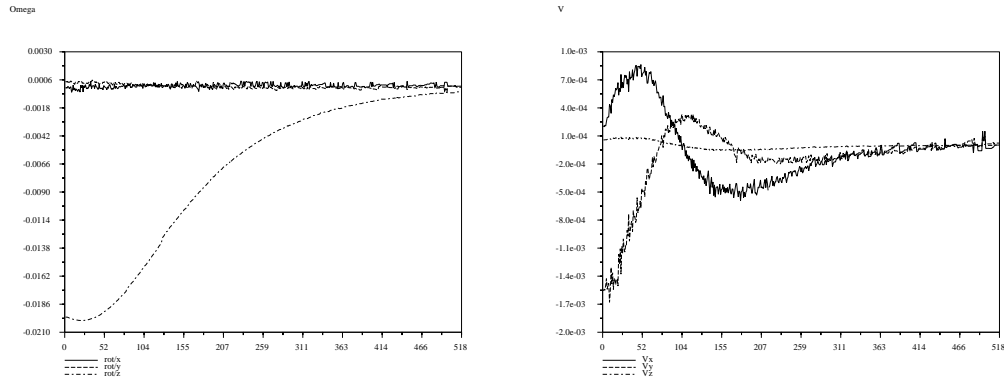 Omega
0.0030
0.0006
-0.0018
-0.0042
-0.0066
-0.0090
-0.0114
-0.0138
-0.0162
-0.0186
-0.0210
0 52 104 155 207 259 311 363 414 466 518
rot/x
rot/y
rot/z
V
1.0e-03
7.0e-04
4.0e-04
1.0e-04
-2.0e-04
-5.0e-04
-8.0e-04
-1.1e-03
-1.4e-03
-1.7e-03
-2.0e-03
0 52 104 155 207 259 311 363 414 466 518
Vx
Vy
Vz